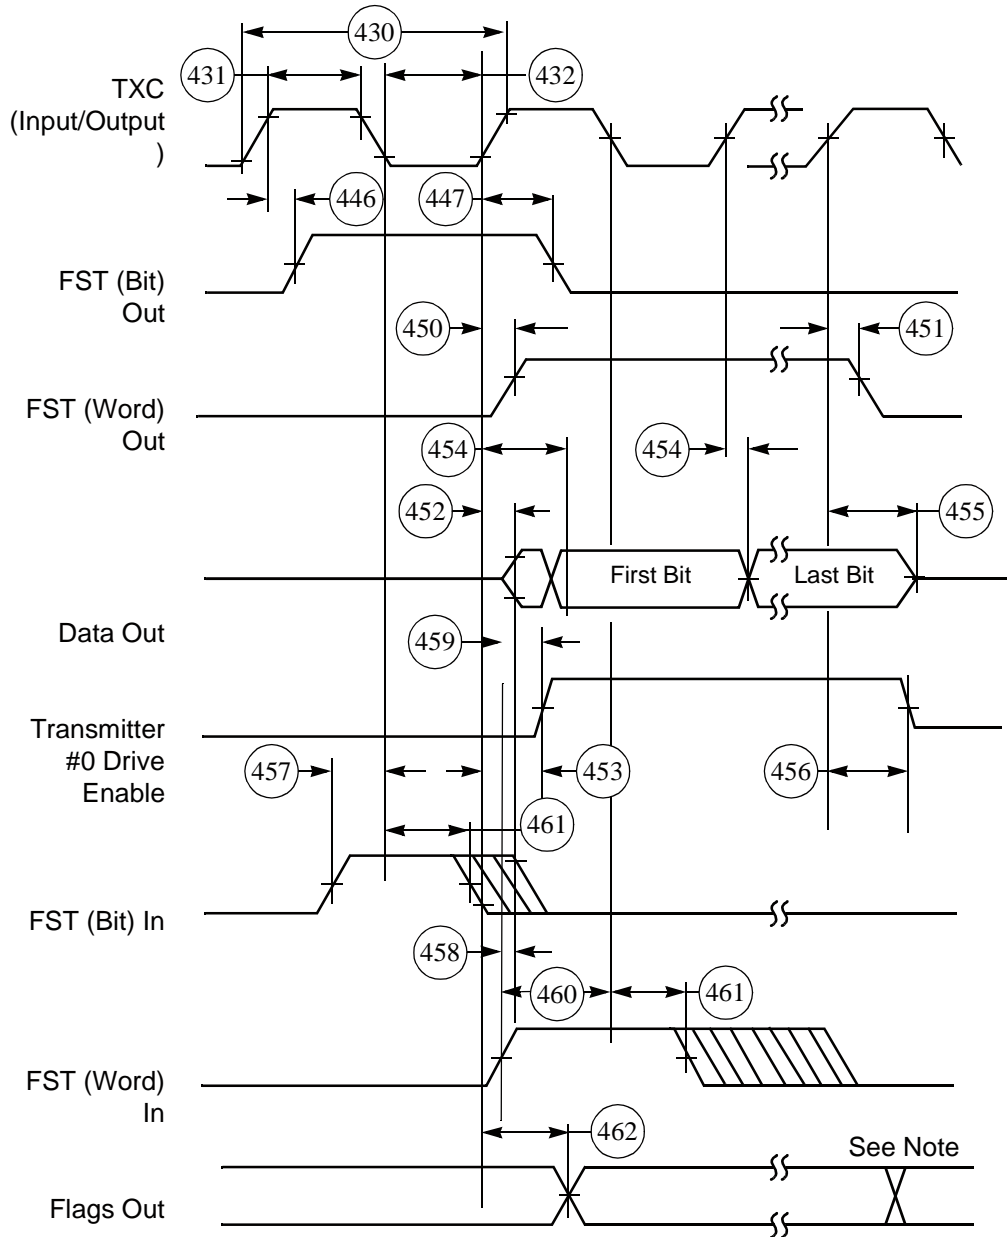 430
431
432
TXC
(Input/Output
)
446
447
FST (Bit)
Out
450
451
FST (Word)
Out
454
454
452
455
First Bit
Last Bit
Data Out
459
Transmitter
#0 Drive
Enable
457
453
456
461
FST (Bit) In
458
460
461
FST (Word)
In
462
See Note
Flags Out